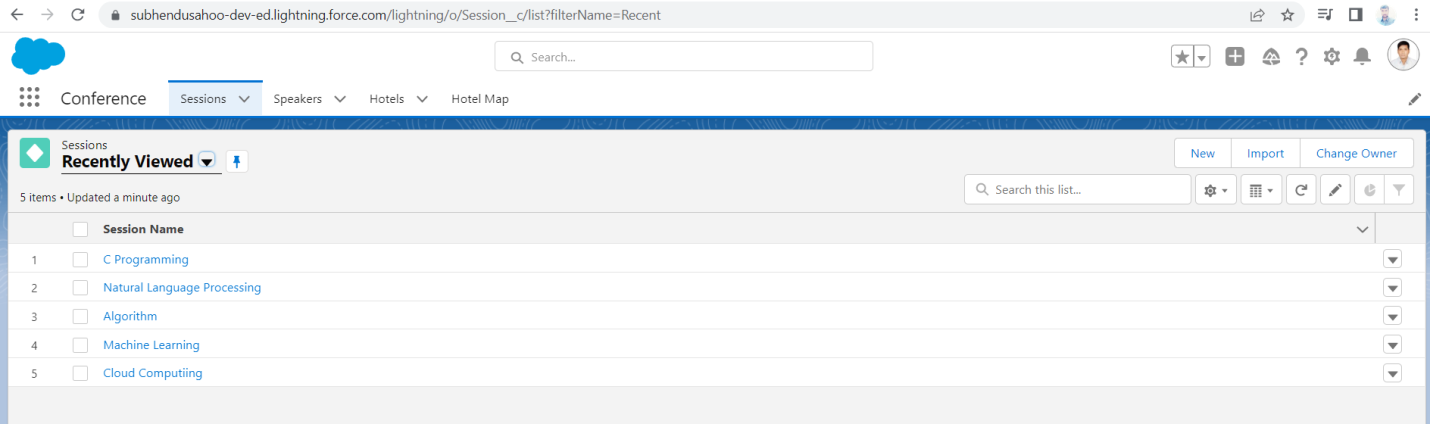 subhendusahoo-dev-ed.lightning.force.com/lightning/o/Session__c/list?filterName=Recent
Search...
Conference Sessions Speakers Hotels Hotel Map
Sessions
Recently Viewed
New Import Change Owner
5 items • Updated a minute ago
Search this list...
Session Name
1 C Programming
2 Natural Language Processing
3 Algorithm
4 Machine Learning
5 Cloud Computiing